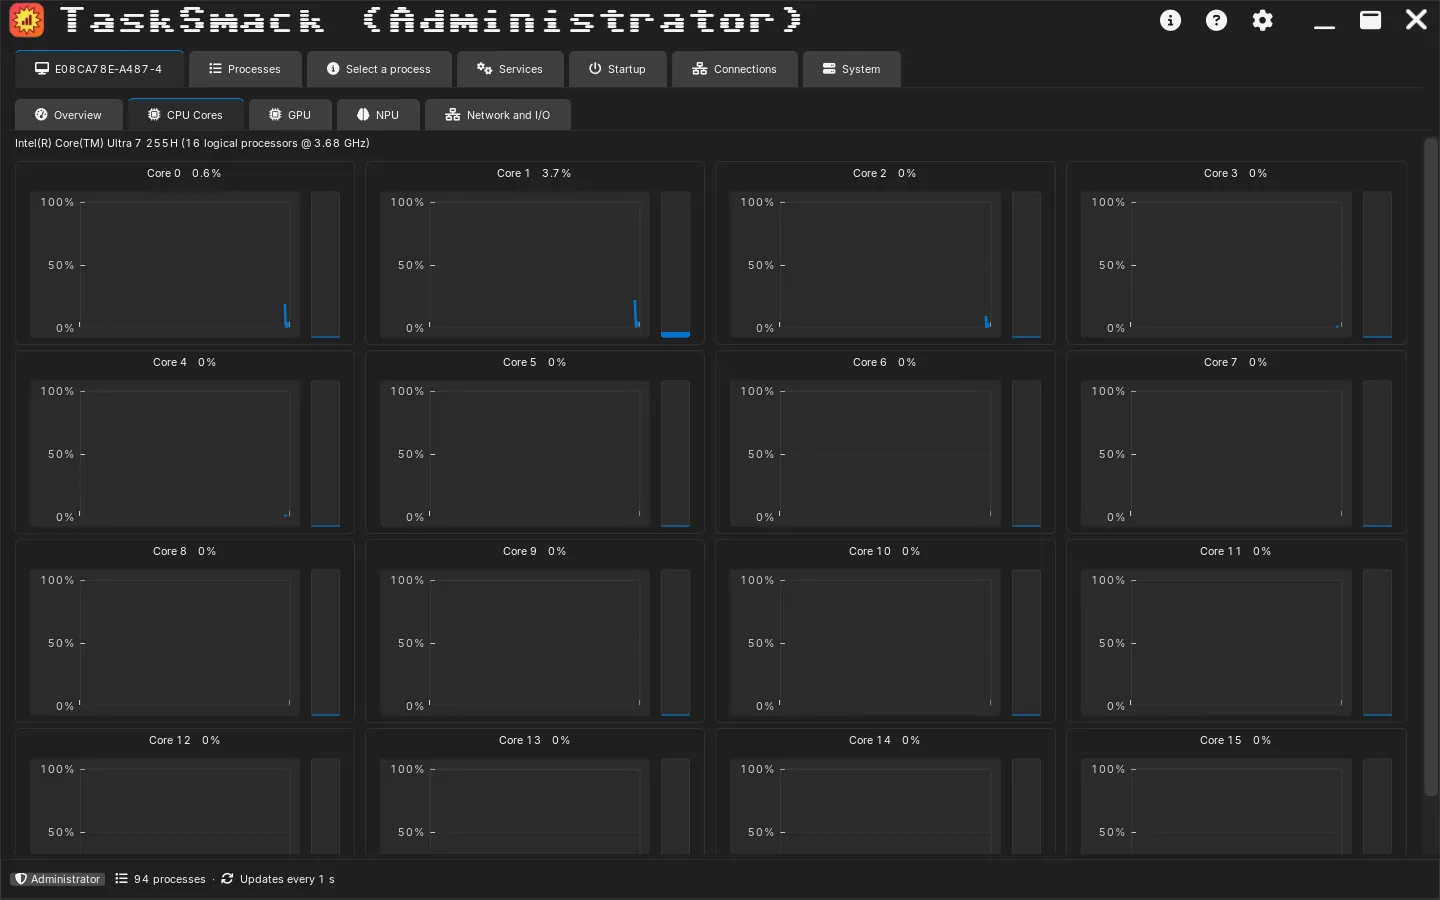 TaskSmack (Administrator)
E08CA78E-A487-4 Processes Select a process Services Startup Connections System
Overview CPU Cores GPU NPU Network and I/O
Intel(R) Core(TM) Ultra 7 255H (16 logical processors @ 3.68 GHz)
Core 0 0.6% Core 1 3.7% Core 2 0% Core 3 0%
100% 100% 100% 100%
50% 50% 50% 50%
0% 0% 0% 0%
Core 4 0% Core 5 0% Core 6 0% Core 7 0%
100% 100% 100% 100%
50% 50% 50% 50%
0% 0% 0% 0%
Core 8 0% Core 9 0% Core 10 0% Core 11 0%
100% 100% 100% 100%
50% 50% 50% 50%
0% 0% 0% 0%
Core 12 0% Core 13 0% Core 14 0% Core 15 0%
100% 100% 100% 100%
50% 50% 50% 50%
Administrator 94 processes · Updates every 1 s